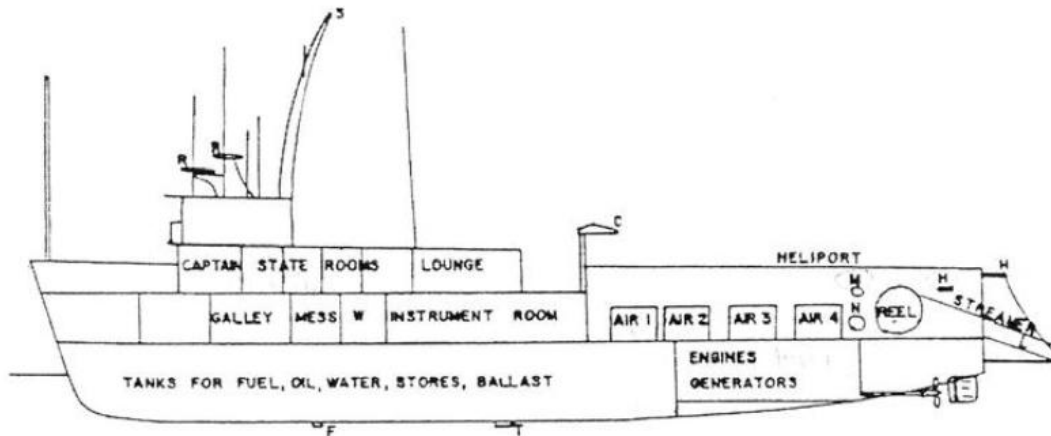 S
R
R
C
CAPTAIN STATE ROOMS LOUNGE
HELIPORT
H
M
H
GALLEY MESS W INSTRUMENT ROOM
AIR 1 AIR 2 AIR 3 AIR 4
N
REEL
STREAMER
ENGINES
GENERATORS
TANKS FOR FUEL, OIL, WATER, STORES, BALLAST
F
T